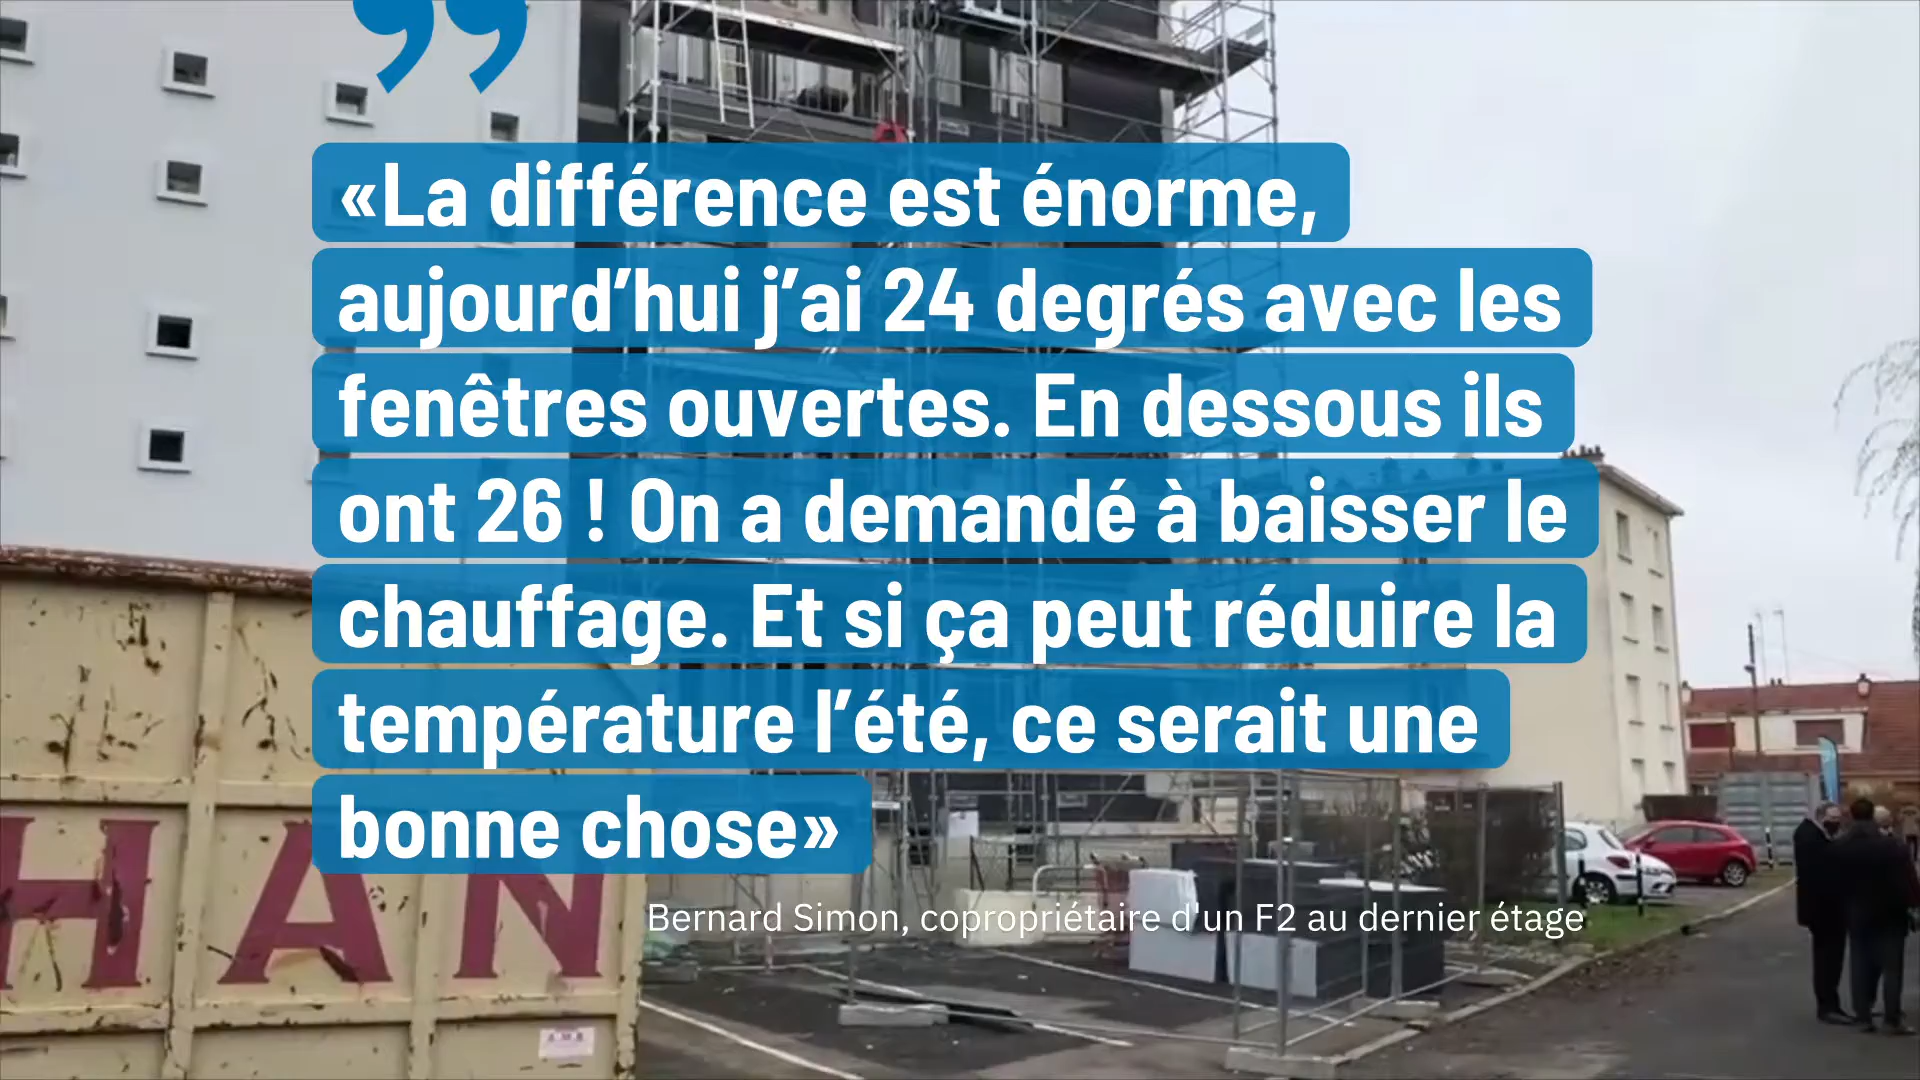 ”
«La différence est énorme,
aujourd’hui j’ai 24 degrés avec les
fenêtres ouvertes. En dessous ils
ont 26 ! On a demandé à baisser le
chauffage. Et si ça peut réduire la
température l’été, ce serait une
bonne chose»
Bernard Simon, copropriétaire d'un F2 au dernier étage
HAN